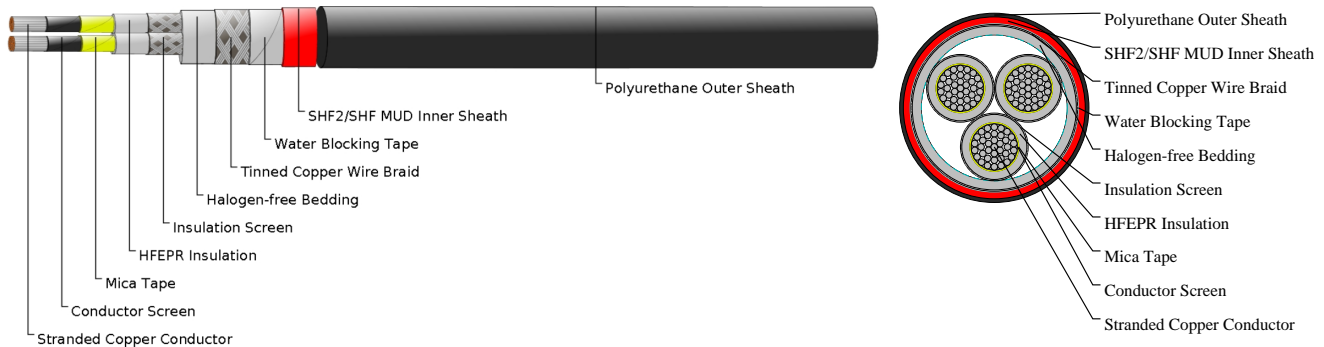 Polyurethane Outer Sheath
SHF2/SHF MUD Inner Sheath
Water Blocking Tape
Tinned Copper Wire Braid
Halogen-free Bedding
Insulation Screen
HFEPR Insulation
Mica Tape
Conductor Screen
Stranded Copper Conductor
Polyurethane Outer Sheath
SHF2/SHF MUD Inner Sheath
Tinned Copper Wire Braid
Water Blocking Tape
Halogen-free Bedding
Insulation Screen
HFEPR Insulation
Mica Tape
Conductor Screen
Stranded Copper Conductor